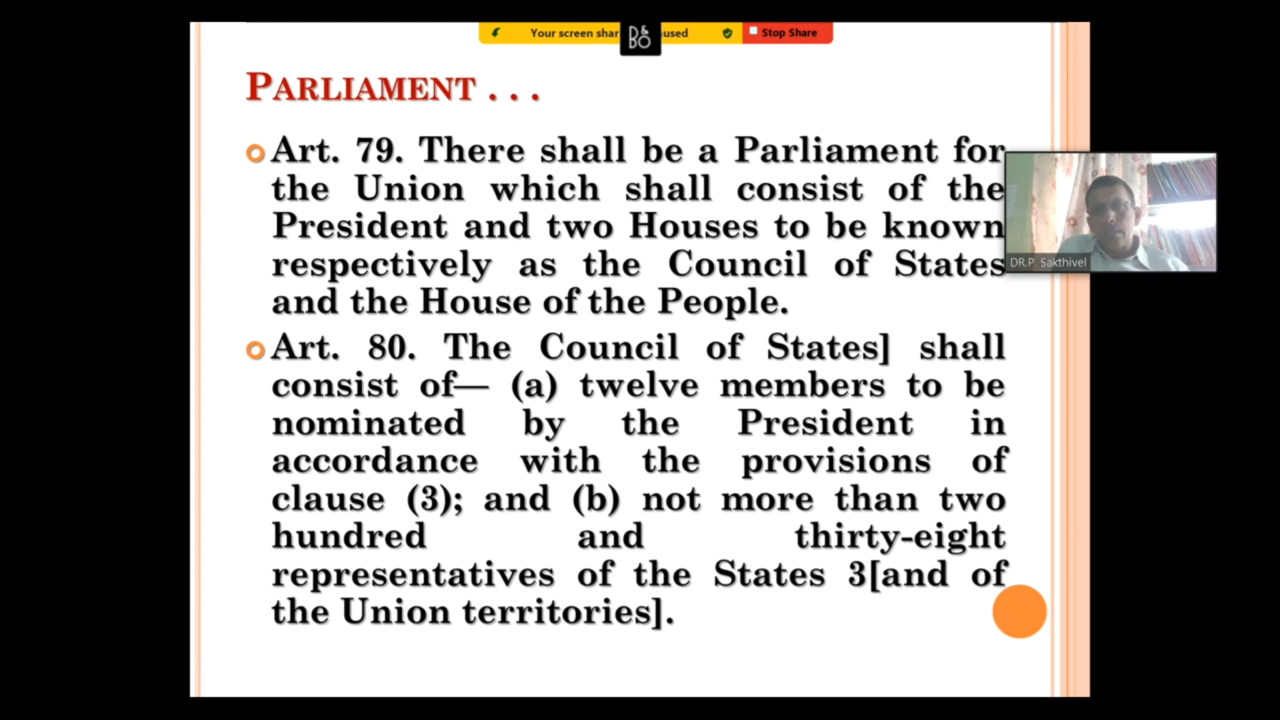 Your screen shar
used
Stop Share
D&
BO
PARLIAMENT . . .
Art. 79. There shall be a Parliament for
the Union which shall consist of the
President and two Houses to be known
respectively as the Council of States
and the House of the People.
DR.P. Sakthivel
Art. 80. The Council of States] shall
consist of— (a) twelve members to be
nominated by the President in
accordance with the provisions of
clause (3); and (b) not more than two
hundred and thirty-eight
representatives of the States 3[and of
the Union territories].